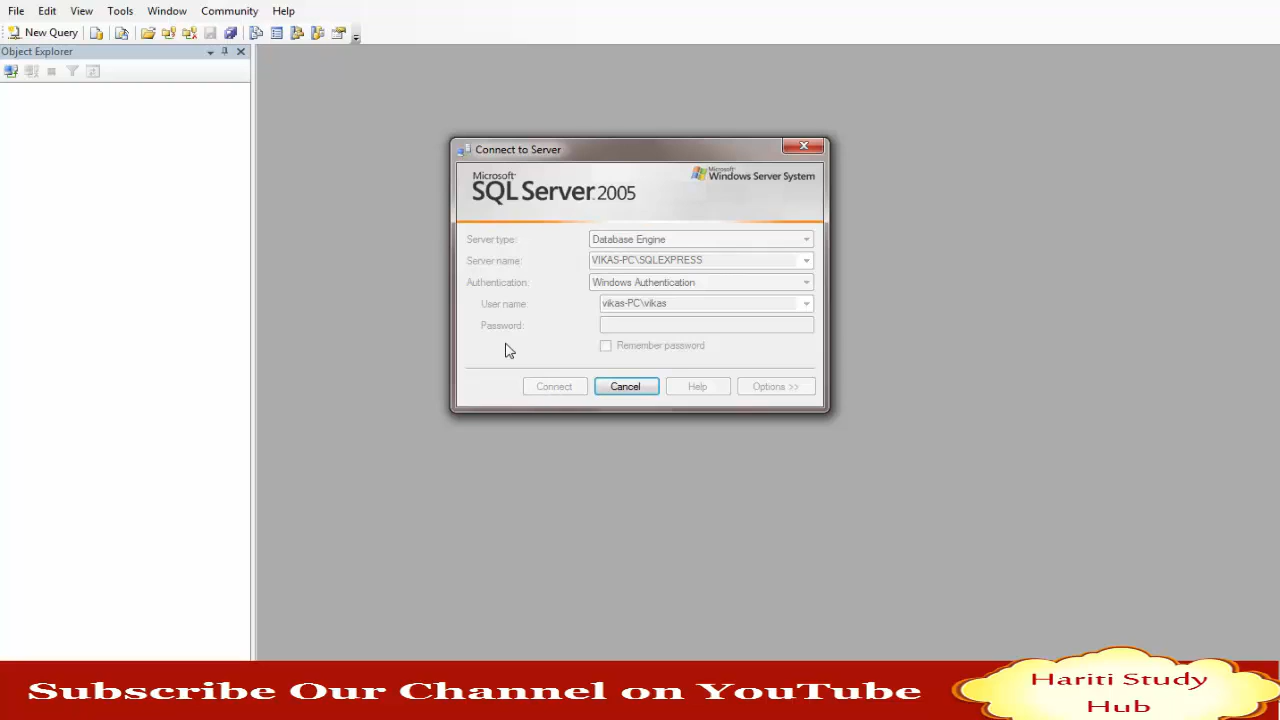 File Edit View Tools Window Community Help
New Query
Object Explorer
Connect to Server
Microsoft
SQL Server 2005
Windows Server System
Server type: Database Engine
Server name: VIKAS-PC\SQLEXPRESS
Authentication: Windows Authentication
User name: vikas-PC\vikas
Password:
Remember password
Connect Cancel Help Options >>
Subscribe Our Channel on YouTube
Hariti Study
Hub